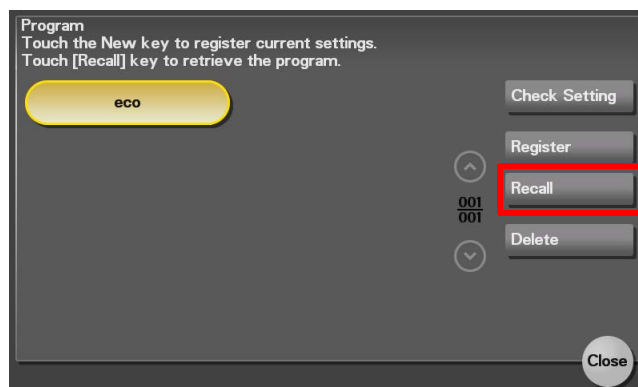 Program
Touch the New key to register current settings.
Touch [Recall] key to retrieve the program.
eco
Check Setting
Register
Recall
001
001
Delete
Close